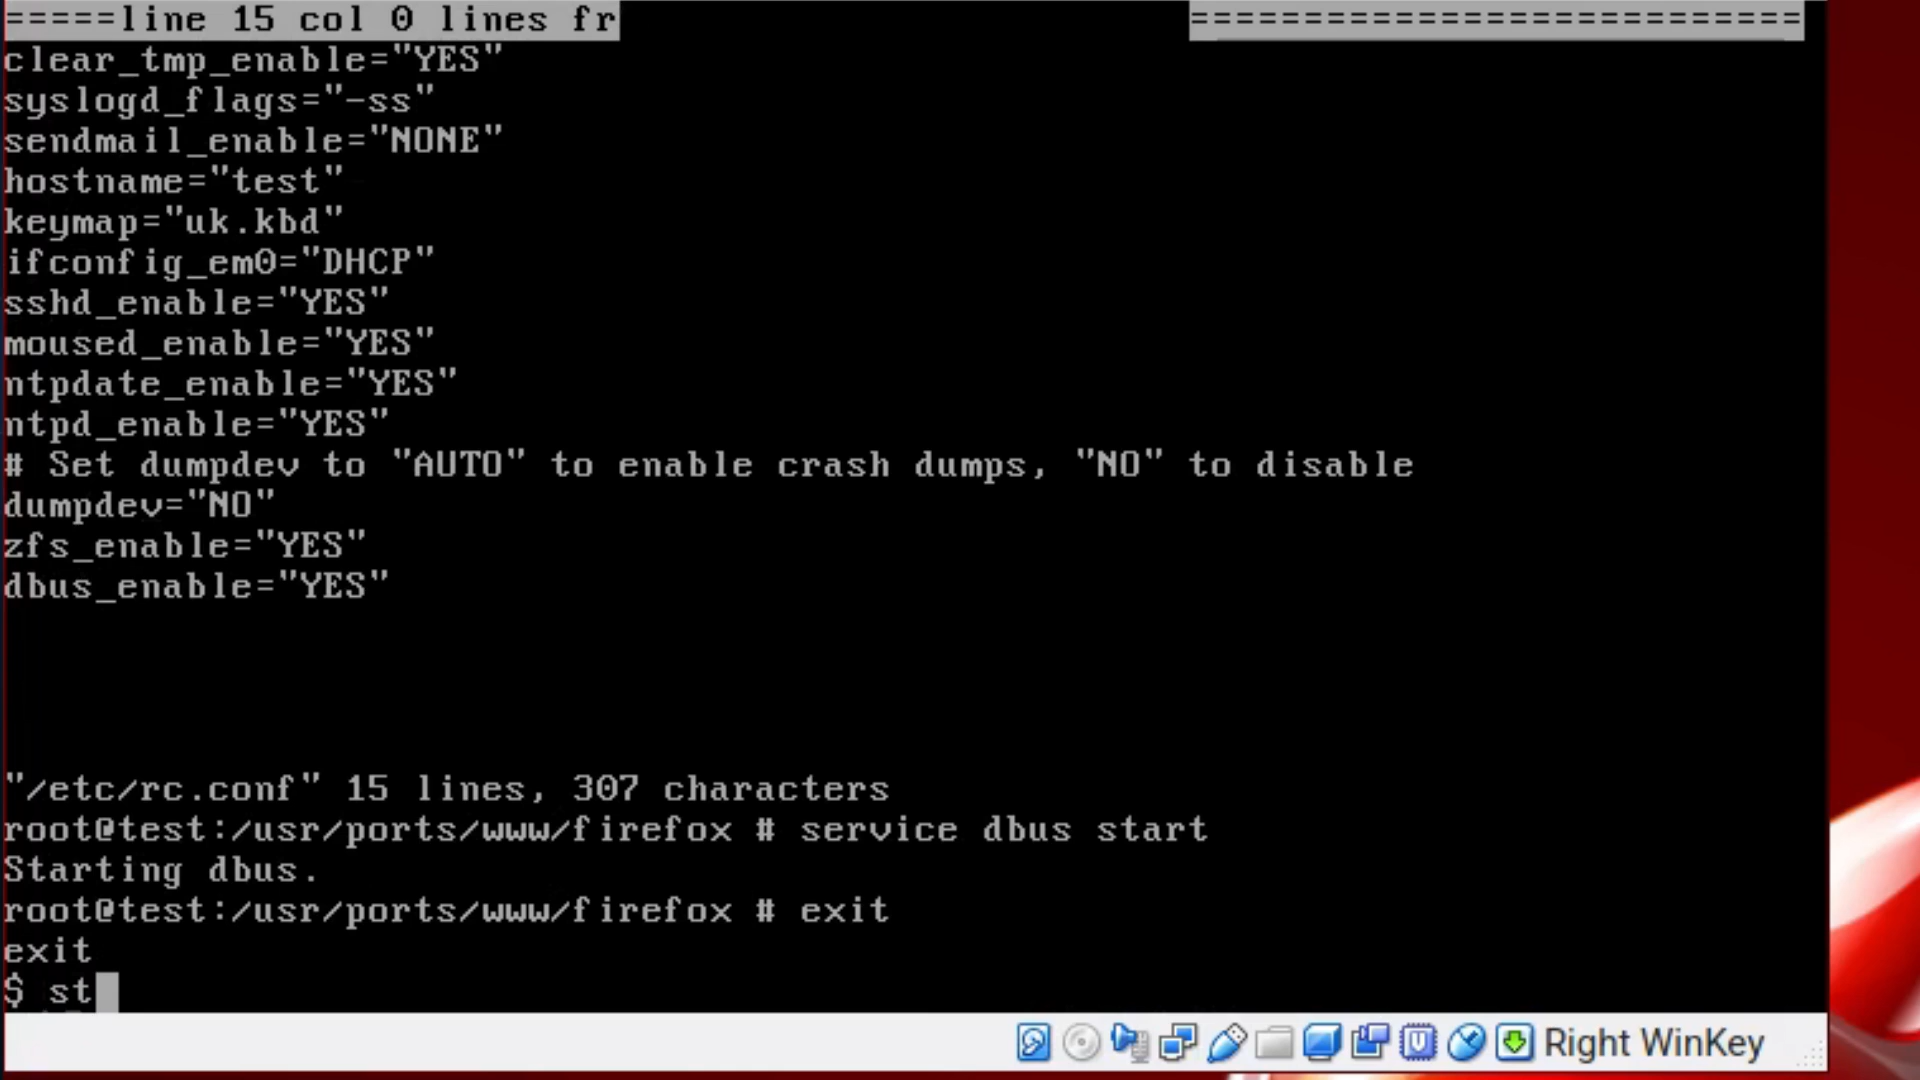 =====line 15 col 0 lines fr ===========================
clear_tmp_enable="YES"
syslogd_flags="-ss"
sendmail_enable="NONE"
hostname="test"
keymap="uk.kbd"
ifconfig_em0="DHCP"
sshd_enable="YES"
moused_enable="YES"
ntpdate_enable="YES"
ntpd_enable="YES"
# Set dumpdev to "AUTO" to enable crash dumps, "NO" to disable
dumpdev="NO"
zfs_enable="YES"
dbus_enable="YES"
"/etc/rc.conf" 15 lines, 307 characters
root@test:/usr/ports/www/firefox # service dbus start
Starting dbus.
root@test:/usr/ports/www/firefox # exit
exit
$ st
Right WinKey